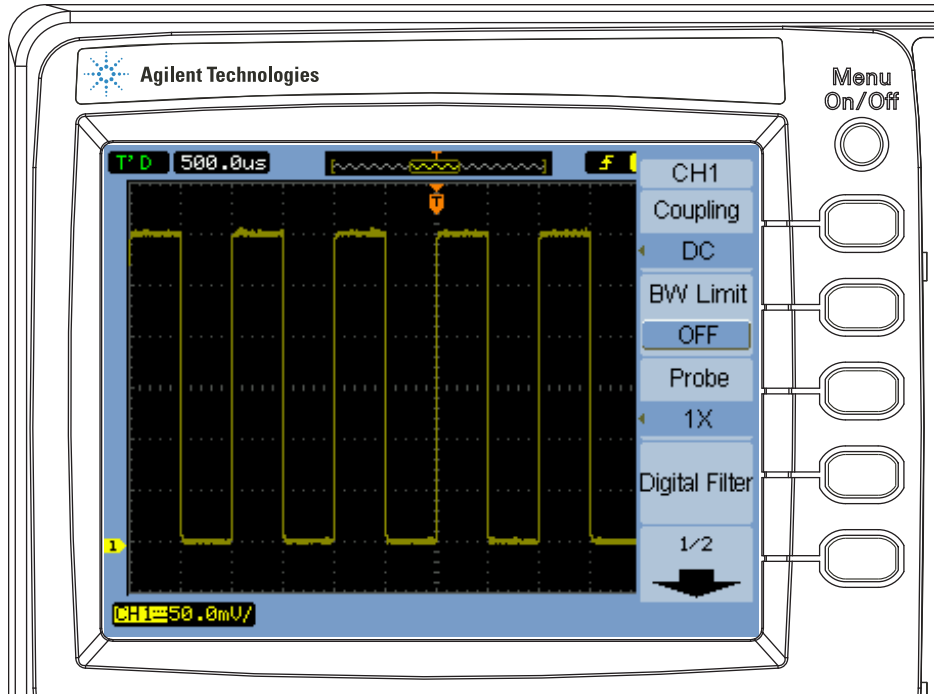 Agilent Technologies
Menu
On/Off
T'D 500.0us
T
CH1
Coupling
DC
BW Limit
OFF
Probe
1X
Digital Filter
1/2
T
1
CH1 50.0mV/